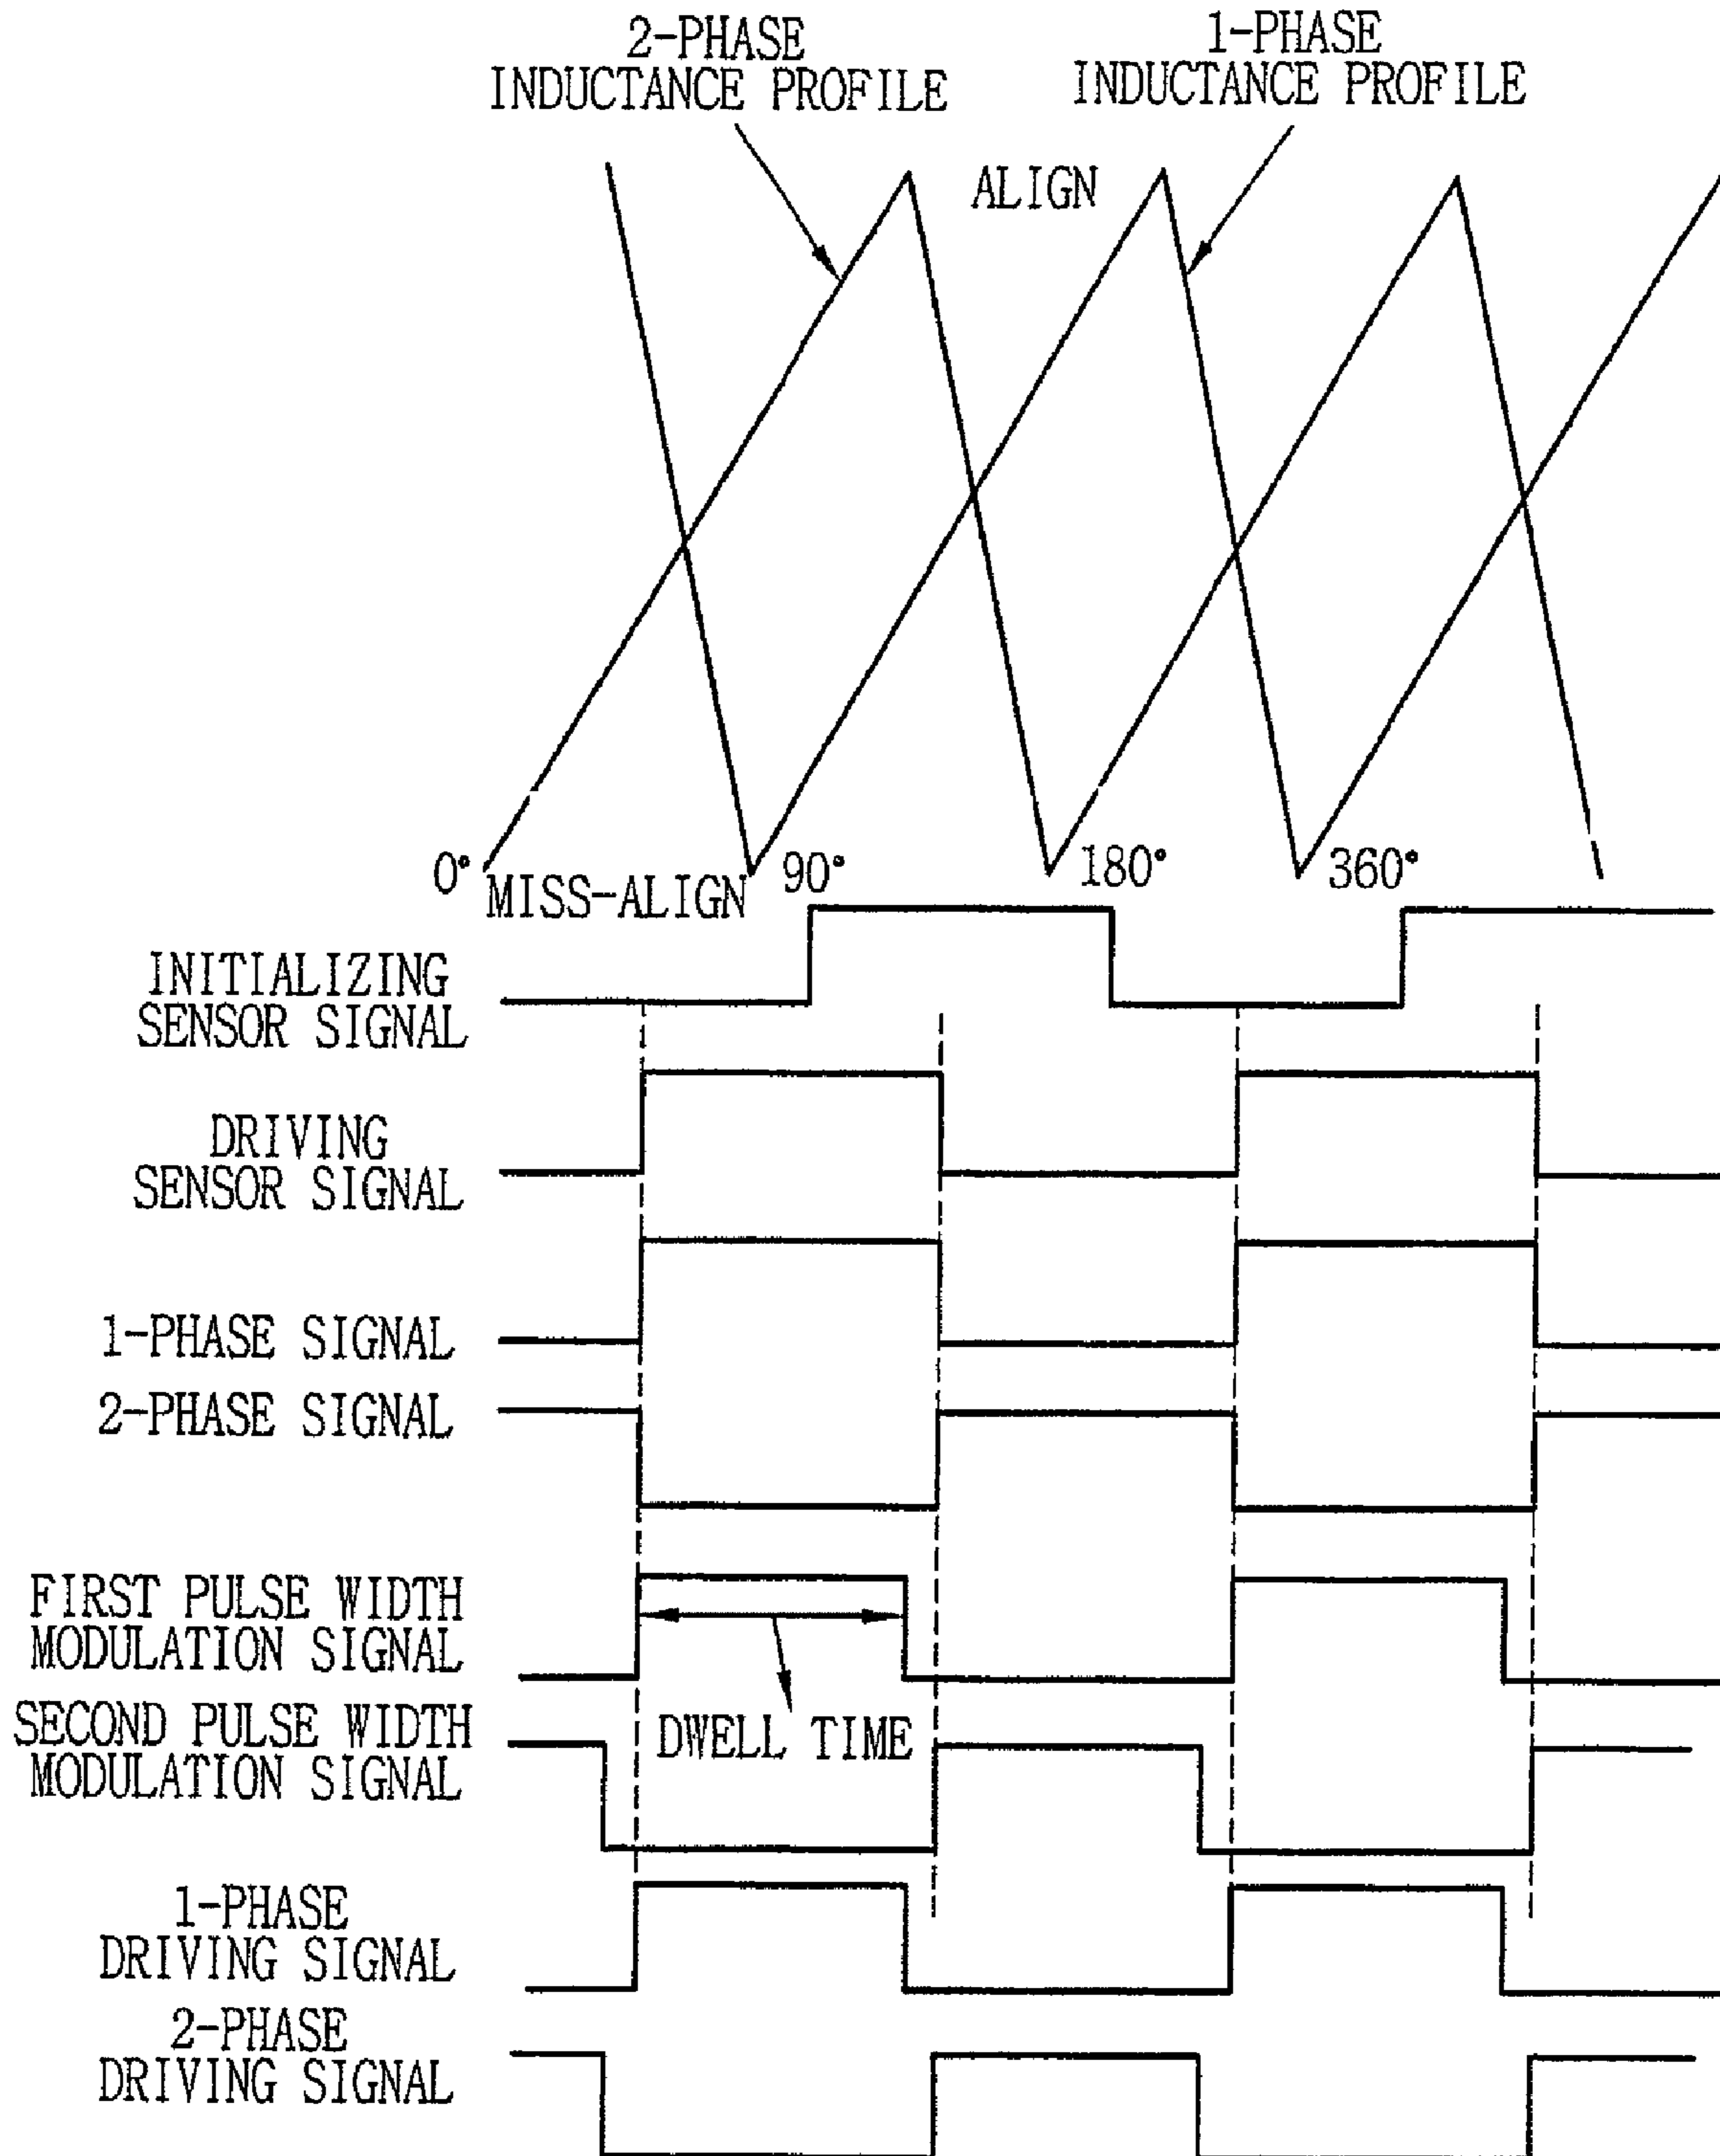 2-PHASE
INDUCTANCE PROFILE
1-PHASE
INDUCTANCE PROFILE
ALIGN
0°
MISS-ALIGN
90°
180°
360°
INITIALIZING
SENSOR SIGNAL
DRIVING
SENSOR SIGNAL
1-PHASE SIGNAL
2-PHASE SIGNAL
FIRST PULSE WIDTH
MODULATION SIGNAL
DWELL TIME
SECOND PULSE WIDTH
MODULATION SIGNAL
1-PHASE
DRIVING SIGNAL
2-PHASE
DRIVING SIGNAL